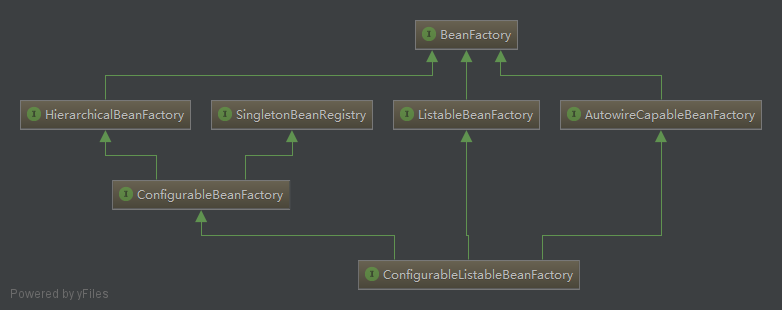 BeanFactory
HierarchicalBeanFactory
SingletonBeanRegistry
ListableBeanFactory
AutowireCapableBeanFactory
ConfigurableBeanFactory
ConfigurableListableBeanFactory
Powered by yFiles